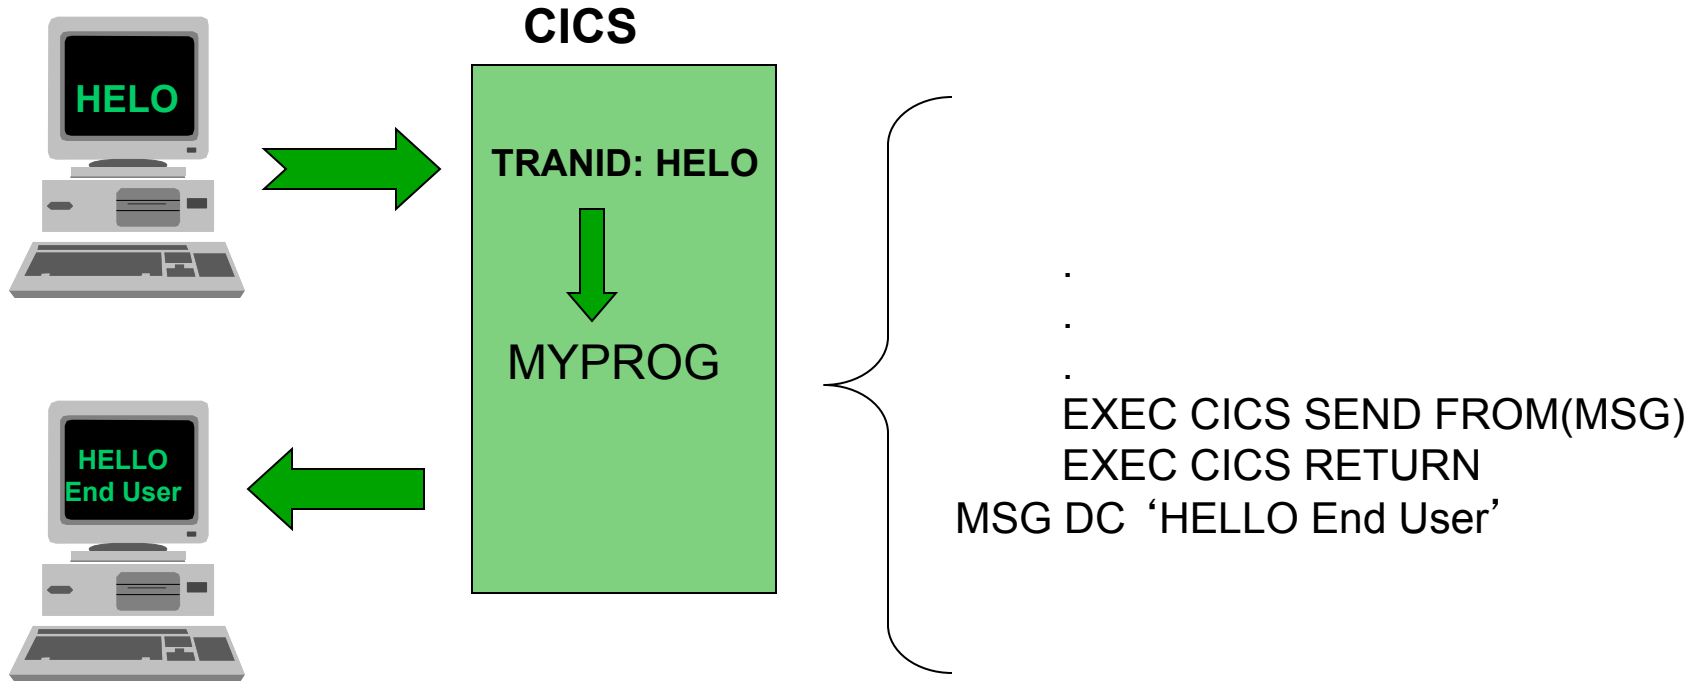 CICS
HELO
TRANID: HELO
MYPROG
HELLO
End User
.
.
.
EXEC CICS SEND FROM(MSG)
EXEC CICS RETURN
MSG DC ‘HELLO End User’